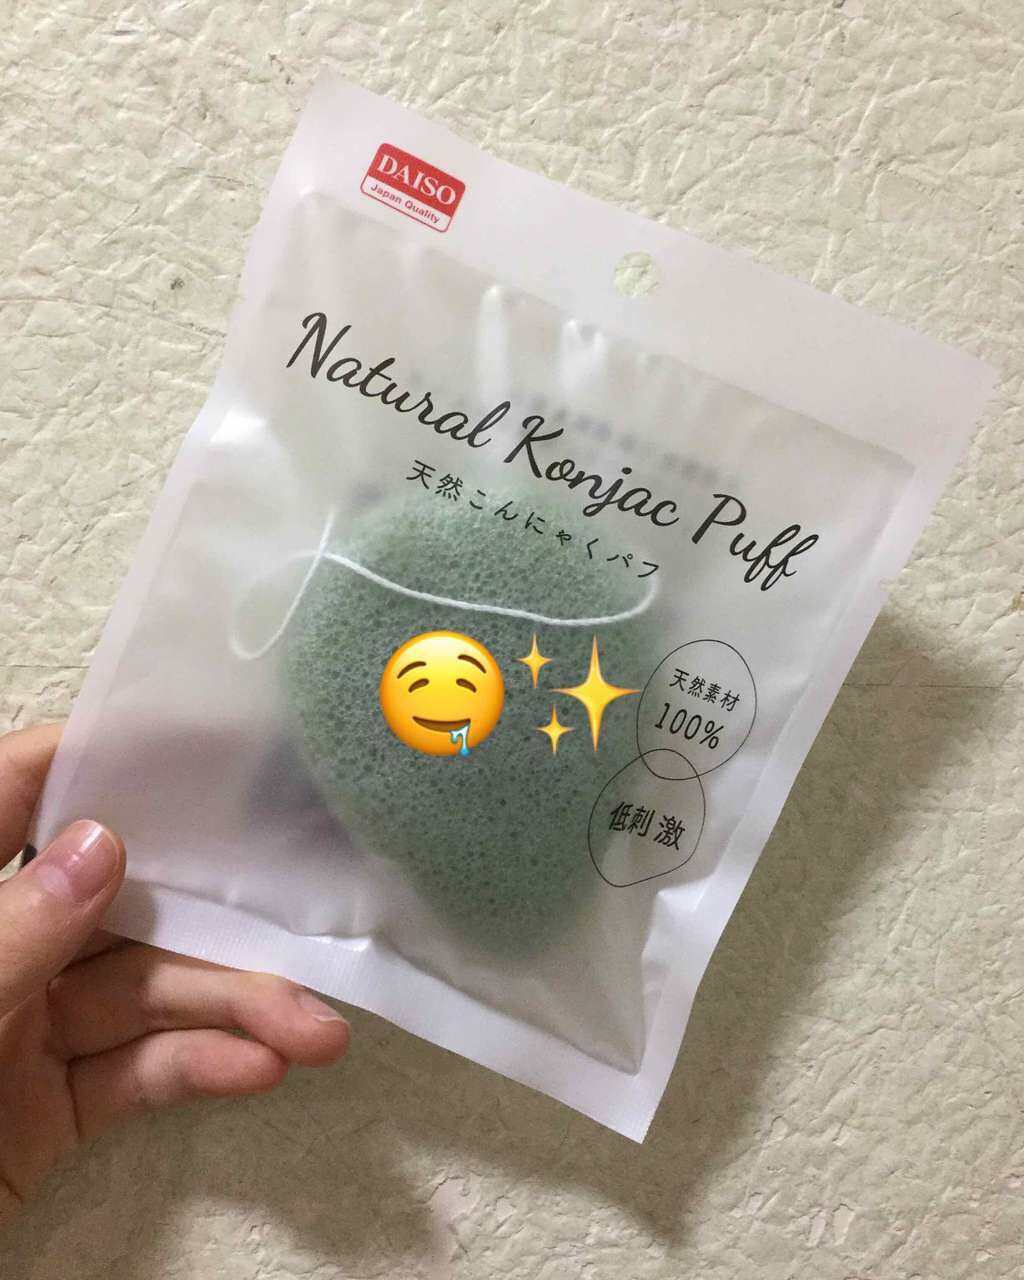 DAISO
Japan Quality
Natural Konjac Puff
天然こんにゃくパフ
天然素材
100%
低刺激